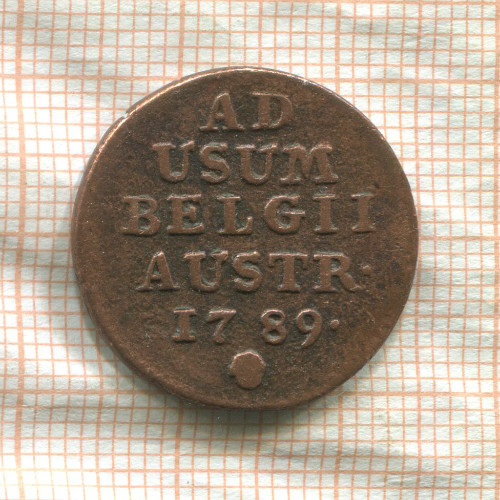 AD
USUM
BELGII
AUSTR·
1789·